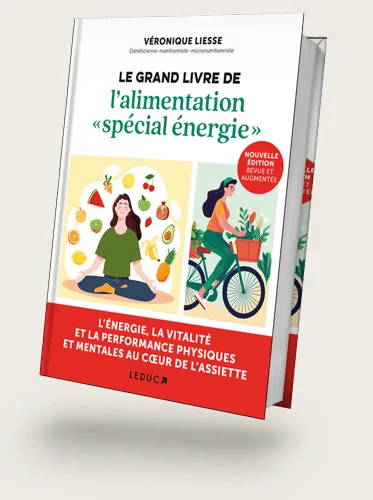 VÉRONIQUE LIESSE
Diététicienne-nutritionniste-micronutritionniste
LE GRAND LIVRE DE
l'alimentation
« spécial énergie »
NOUVELLE
ÉDITION
REVUE ET
AUGMENTÉE
L'ÉNERGIE, LA VITALITÉ
ET LA PERFORMANCE PHYSIQUES
ET MENTALES AU CŒUR DE L'ASSIETTE
LEDUC